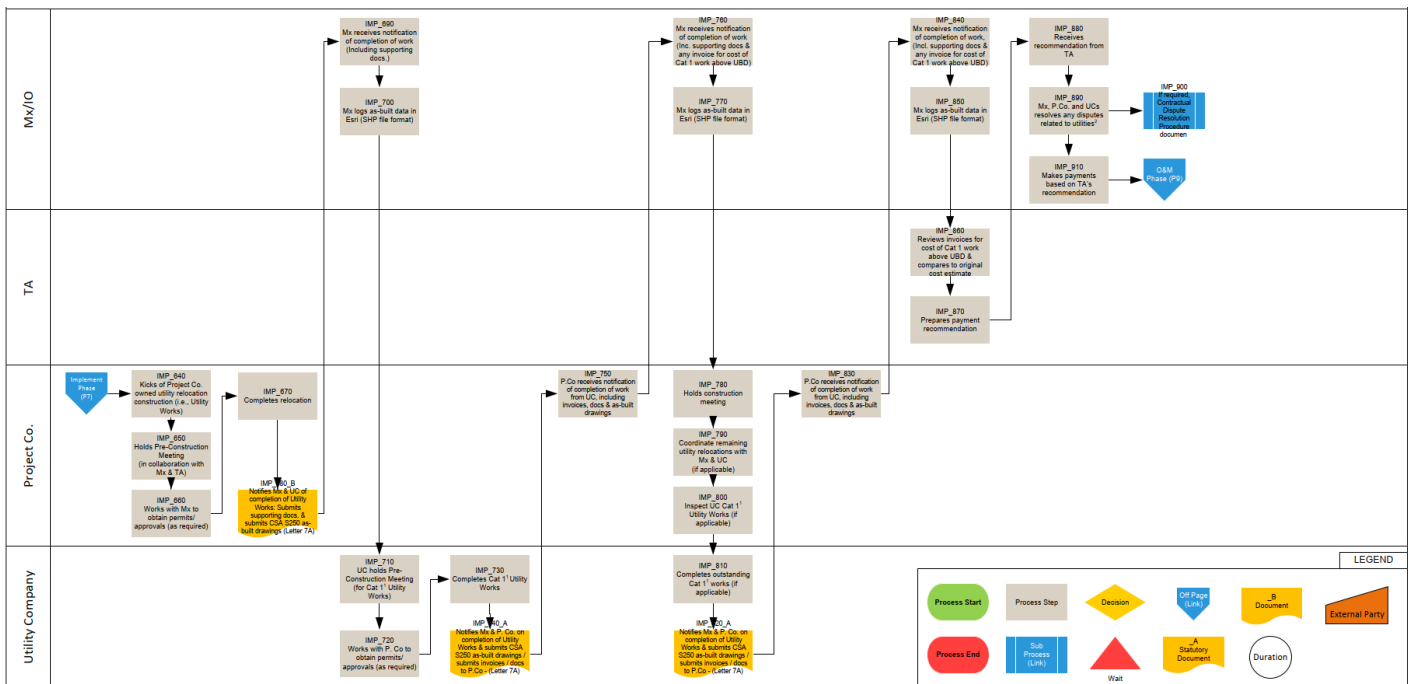 Mx/IO
IMP_690
Mx receives notification
of completion of work
(Including supporting
docs.)
IMP_700
Mx logs as-built data in
Esri (SHP file format)
IMP_760
Mx receives notification
of completion of work
(Inc. supporting docs &
any invoice for cost of
Cat 1 work above UBD)
IMP_770
Mx logs as-built data in
Esri (SHP file format)
IMP_840
Mx receives notification
of completion of work,
(Incl. supporting docs &
any invoice for cost of
Cat 1 work above UBD)
IMP_850
Mx logs as-built data in
Esri (SHP file format)
IMP_880
Receives
recommendation from
TA
IMP_890
Mx, P.Co. and UCs
resolves any disputes
related to utilities²
IMP_900
If required,
Contractual
Dispute
Resolution
Procedure
documen
IMP_910
Makes payments
based on TA's
recommendation
O&M
Phase (P9)
TA
IMP_860
Reviews invoices for
cost of Cat 1 work
above UBD &
compares to original
cost estimate
IMP_870
Prepares payment
recommendation
Project Co.
Implement
Phase
(P7)
IMP_640
Kicks of Project Co.
owned utility relocation
construction (i.e., Utility
Works)
IMP_650
Holds Pre-Construction
Meeting
(in collaboration with
Mx & TA)
IMP_660
Works with Mx to
obtain permits/
approvals (as required)
IMP_670
Completes relocation
IMP_680_B
Notifies Mx & UC of
completion of Utility
Works: Submits
supporting docs, &
submits CSA S250 as-
built drawings (Letter 7A)
IMP_750
P.Co receives notification
of completion of work
from UC, including
invoices, docs & as-built
drawings
IMP_780
Holds construction
meeting
IMP_790
Coordinate remaining
utility relocations with
Mx & UC
(if applicable)
IMP_800
Inspect UC Cat 1¹
Utility Works (if
applicable)
IMP_830
P.Co receives notification
of completion of work
from UC, including
invoices, docs & as-built
drawings
Utility Company
IMP_710
UC holds Pre-
Construction Meeting
(for Cat 1¹ Utility
Works)
IMP_720
Works with P. Co to
obtain permits/
approvals (as required)
IMP_730
Completes Cat 1¹ Utility
Works
IMP_740_A
Notifies Mx & P. Co. on
completion of Utility
Works & submits CSA
S250 as-built drawings /
submits invoices / docs
to P.Co - (Letter 7A)
IMP_810
Completes outstanding
Cat 1¹ works (if
applicable)
IMP_820_A
Notifies Mx & P. Co. on
completion of Utility
Works & submits CSA
S250 as-built drawings /
submits invoices / docs
to P.Co - (Letter 7A)
LEGEND
Process Start
Process Step
Decision
Off Page
(Link)
_B
Document
External Party
Process End
Sub
Process
(Link)
Wait
_A
Statutory
Document
Duration